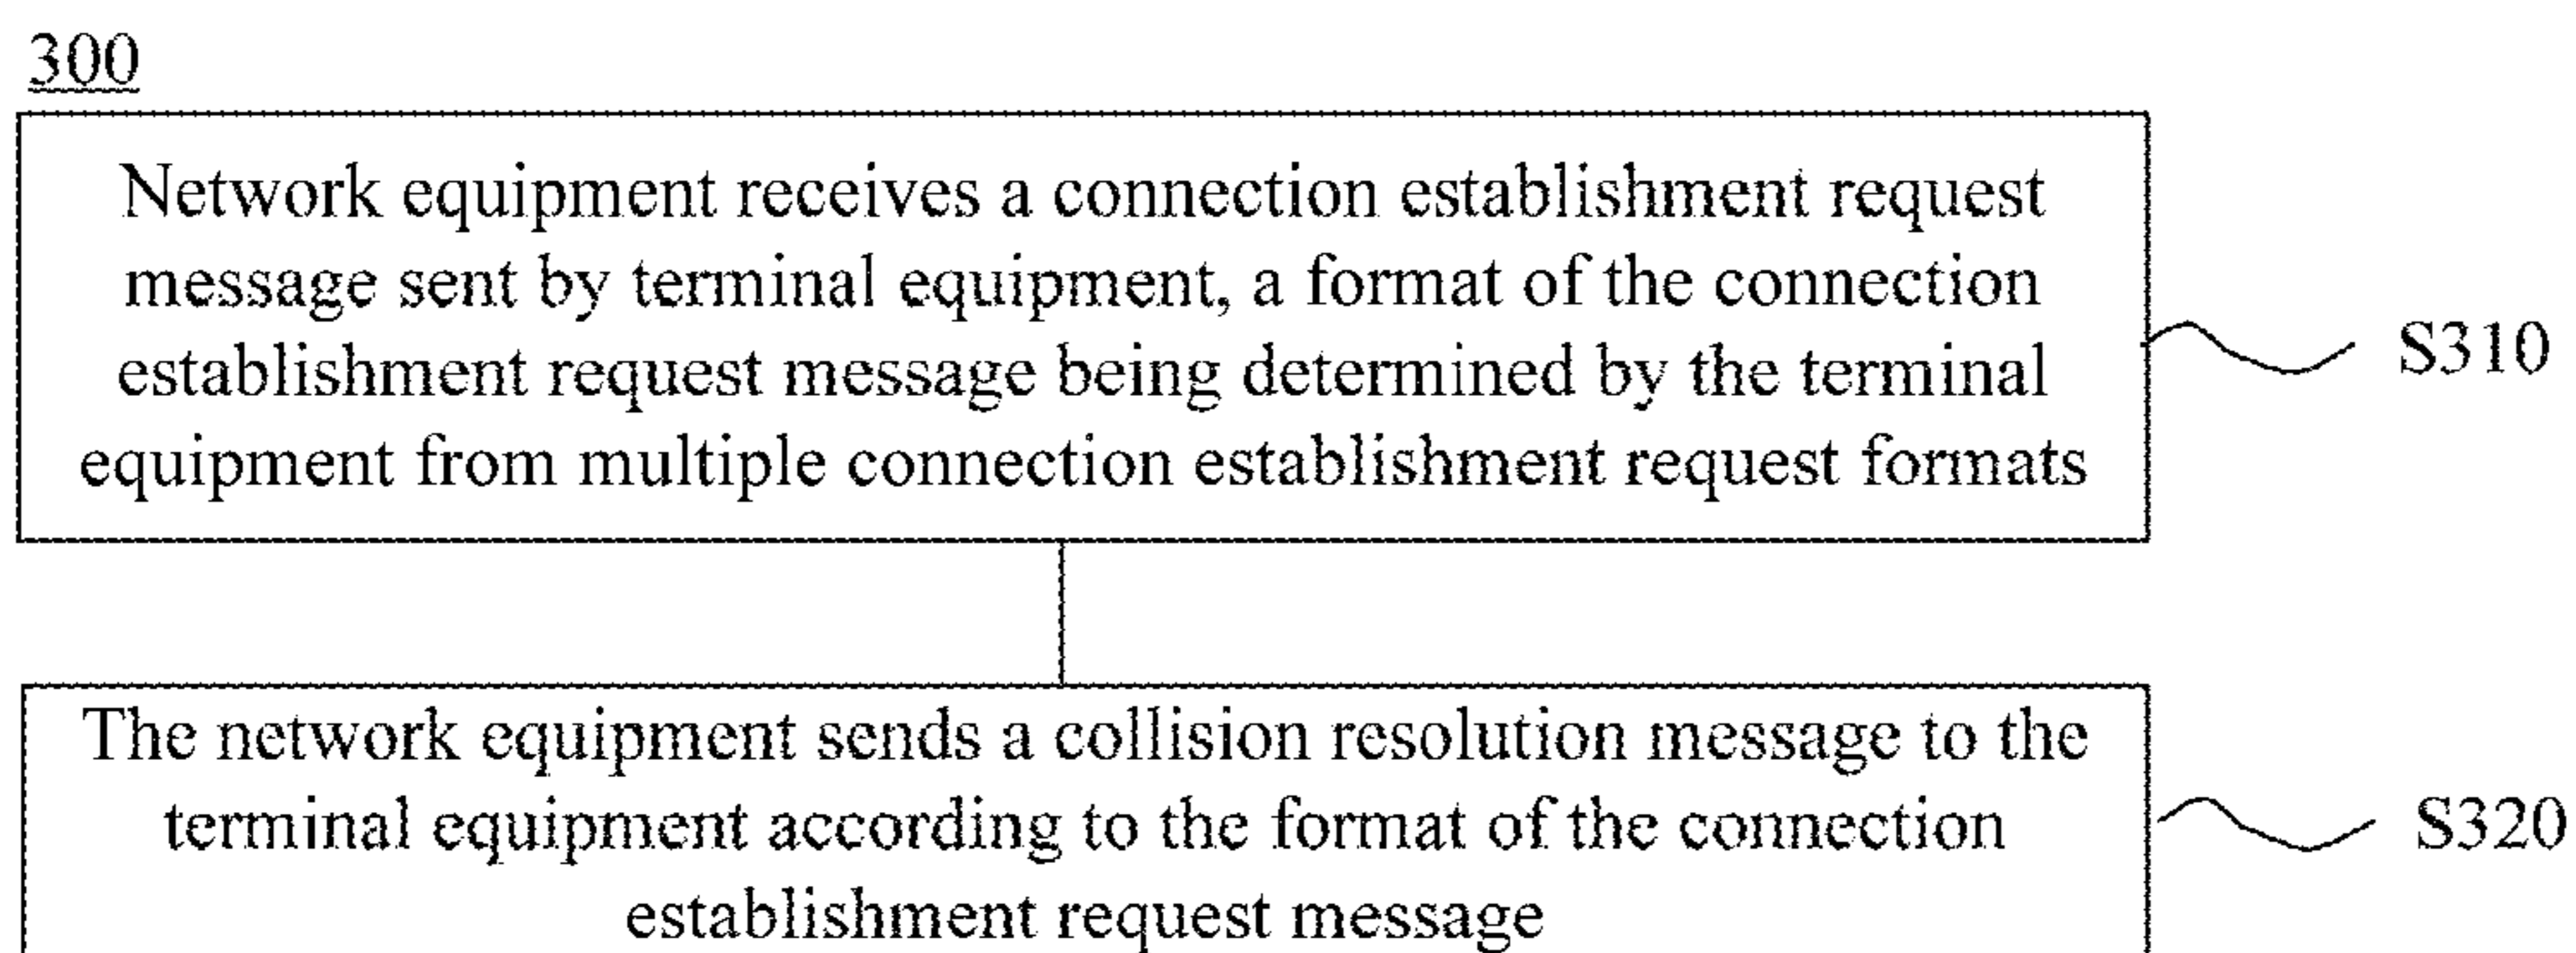 300
Network equipment receives a connection establishment request
message sent by terminal equipment, a format of the connection
establishment request message being determined by the terminal
equipment from multiple connection establishment request formats
S310
The network equipment sends a collision resolution message to the
terminal equipment according to the format of the connection
establishment request message
S320